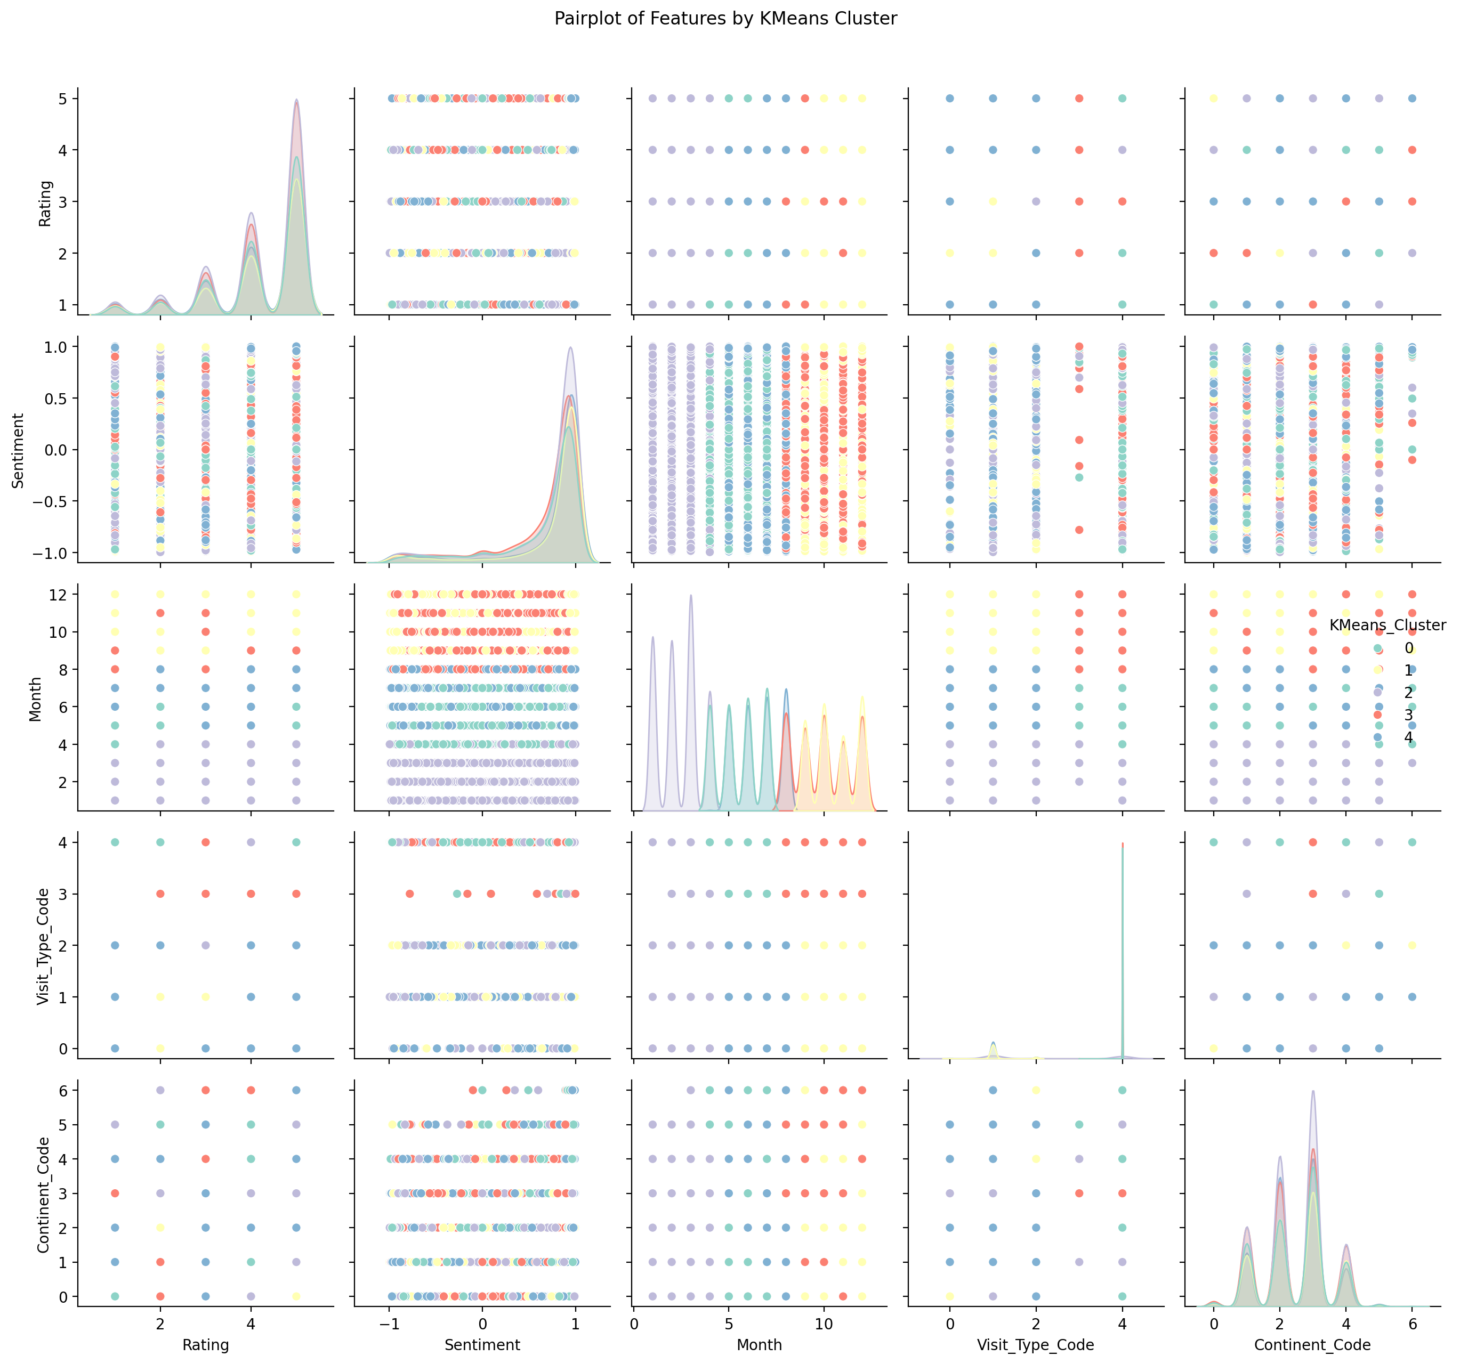 Pairplot of Features by KMeans Cluster
5
4
3
2
1
Rating
1.0
0.5
0.0
−0.5
−1.0
Sentiment
12
10
8
6
4
2
Month
KMeans_Cluster
0
1
2
3
4
4
3
2
1
0
Visit_Type_Code
6
5
4
3
2
1
0
Continent_Code
2 4
−1 0 1
0 5 10
0 2 4
0 2 4 6
Rating Sentiment Month Visit_Type_Code Continent_Code